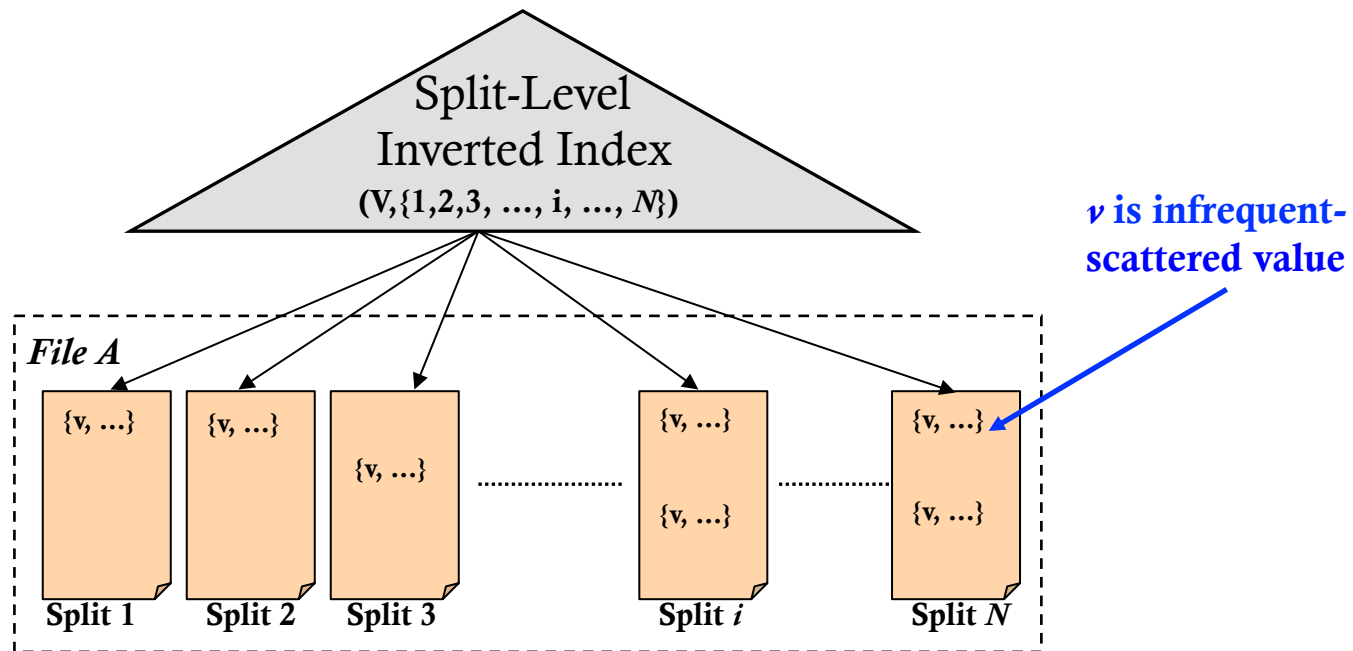 Split-Level
Inverted Index
(V,{1,2,3, …, i, …, N})
v is infrequent-
scattered value
File A
{v, …}
{v, …}
{v, …}
{v, …}
{v, …}
{v, …}
{v, …}
Split 1
Split 2
Split 3
Split i
Split N